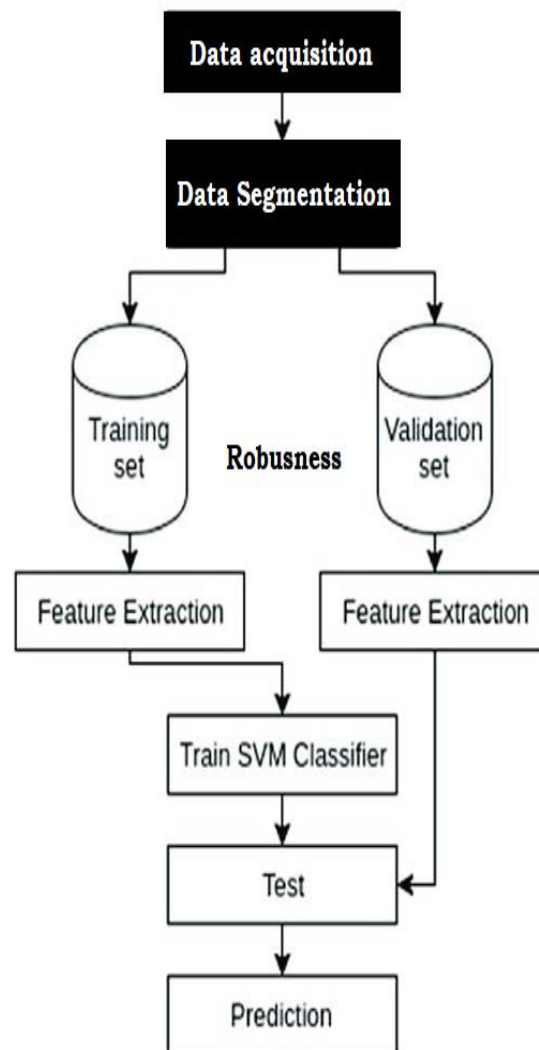 Data acquisition
Data Segmentation
Training
set
Robusness
Validation
set
Feature Extraction
Feature Extraction
Train SVM Classifier
Test
Prediction